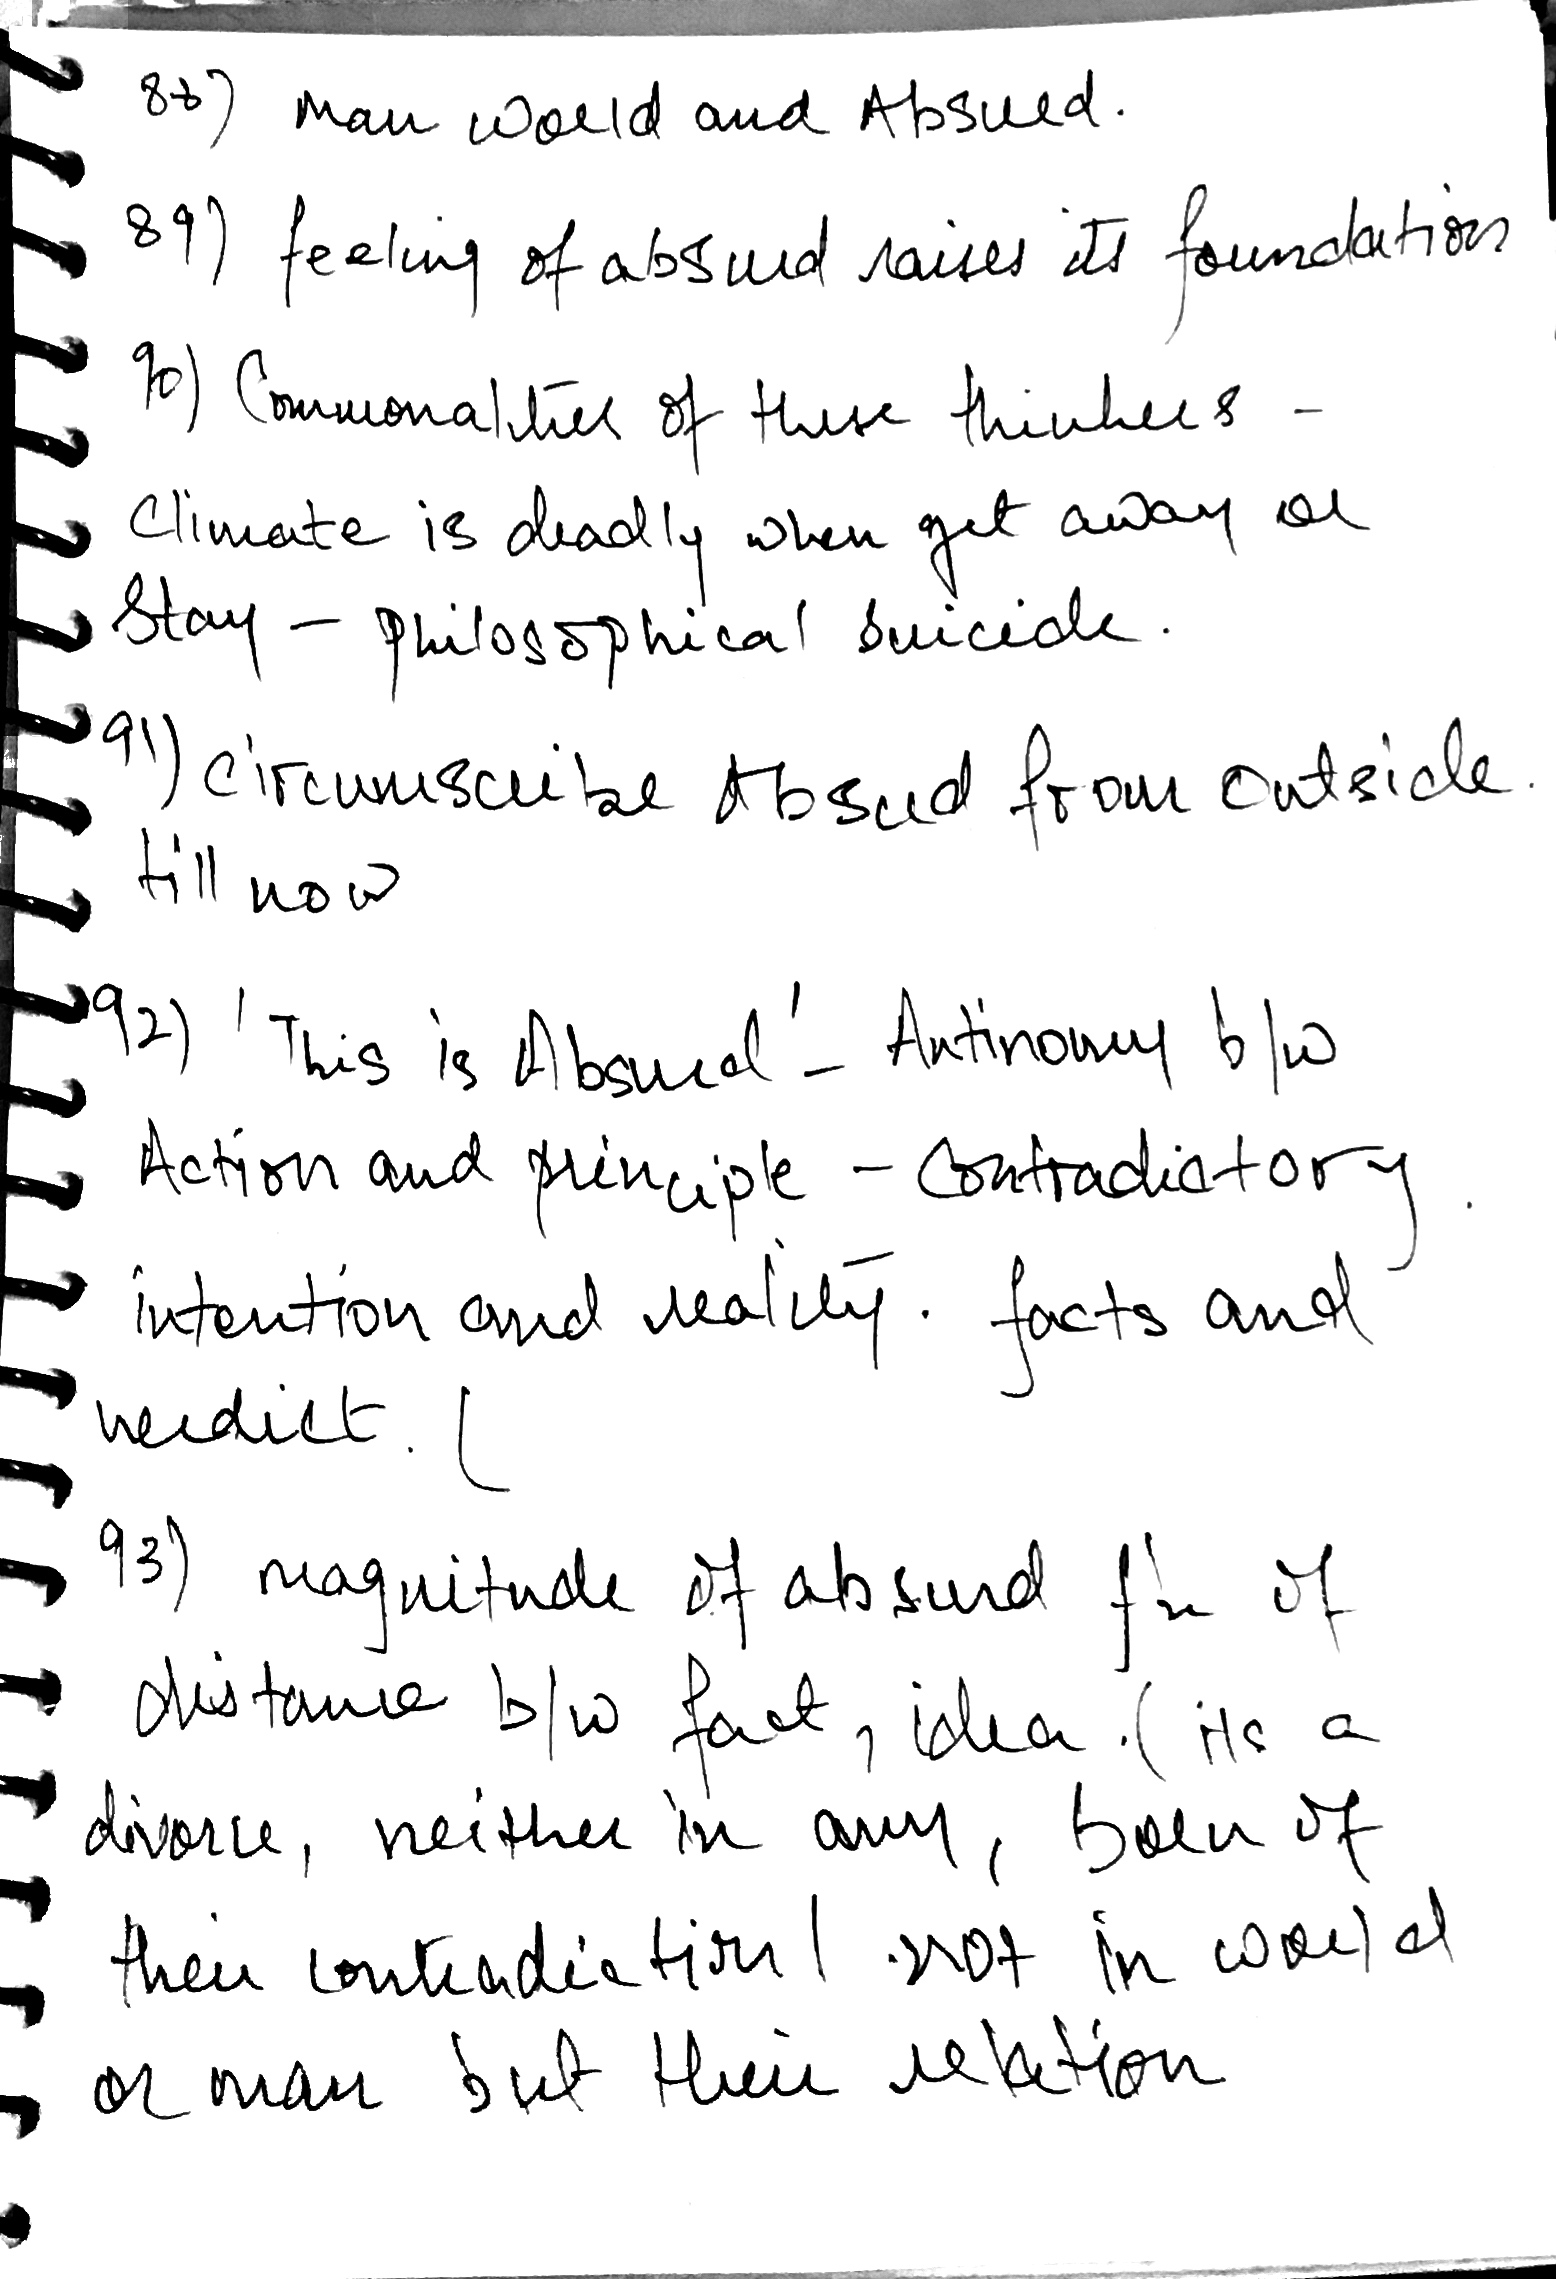 88) Man World and Absurd.
89) feeling of absurd raises its foundation
90) Commonalities of these thinkers -
Climate is deadly when get away or
Stay - Philosophical Suicide.
91) Circumscribe Absurd from outside.
till now
92) 'This is Absurd' - Antinomy b/w
Action and principle - Contradictory.
intention and reality. facts and
verdict. (
93) magnitude of absurd f'n of
distance b/w fact, idea. ( its a
divorce, neither in any, born of
their contradiction / not in world
or man but their relation